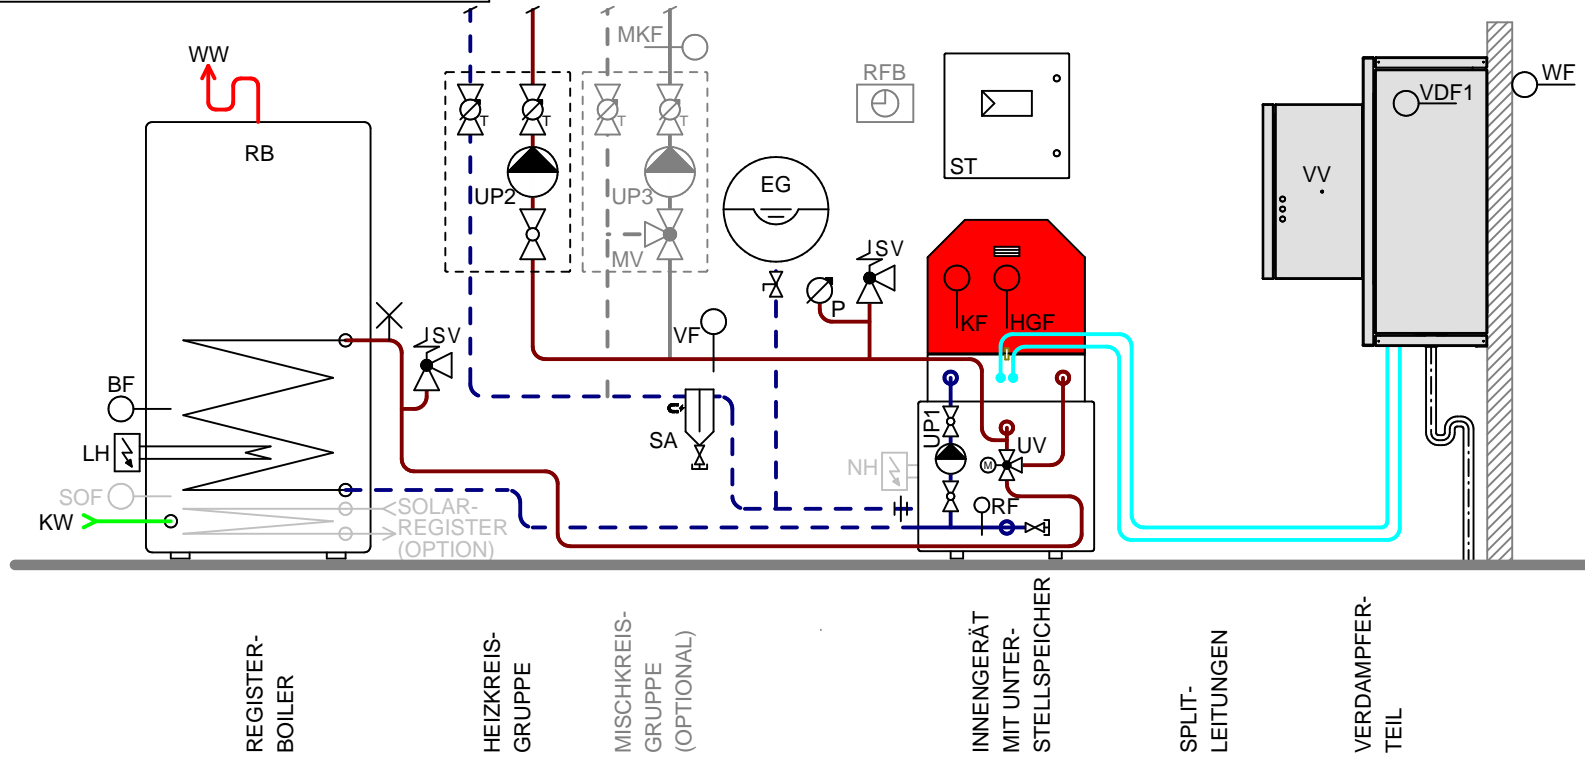 MKF
WW
RFB
WF
VDF1
T
T
T
T
RB
ST
EG
VV
UP2
UP3
MV
SV
P
KF
HGF
VF
SV
BF
UP1
SA
UV
LH
NH
M
SOF
RF
KW
SOLAR-
REGISTER
(OPTION)
REGISTER-
BOILER
HEIZKREIS-
GRUPPE
MISCHKREIS-
GRUPPE
(OPTIONAL)
INNENGERÄT
MIT UNTER-
STELLSPEICHER
SPLIT-
LEITUNGEN
VERDAMPFER-
TEIL